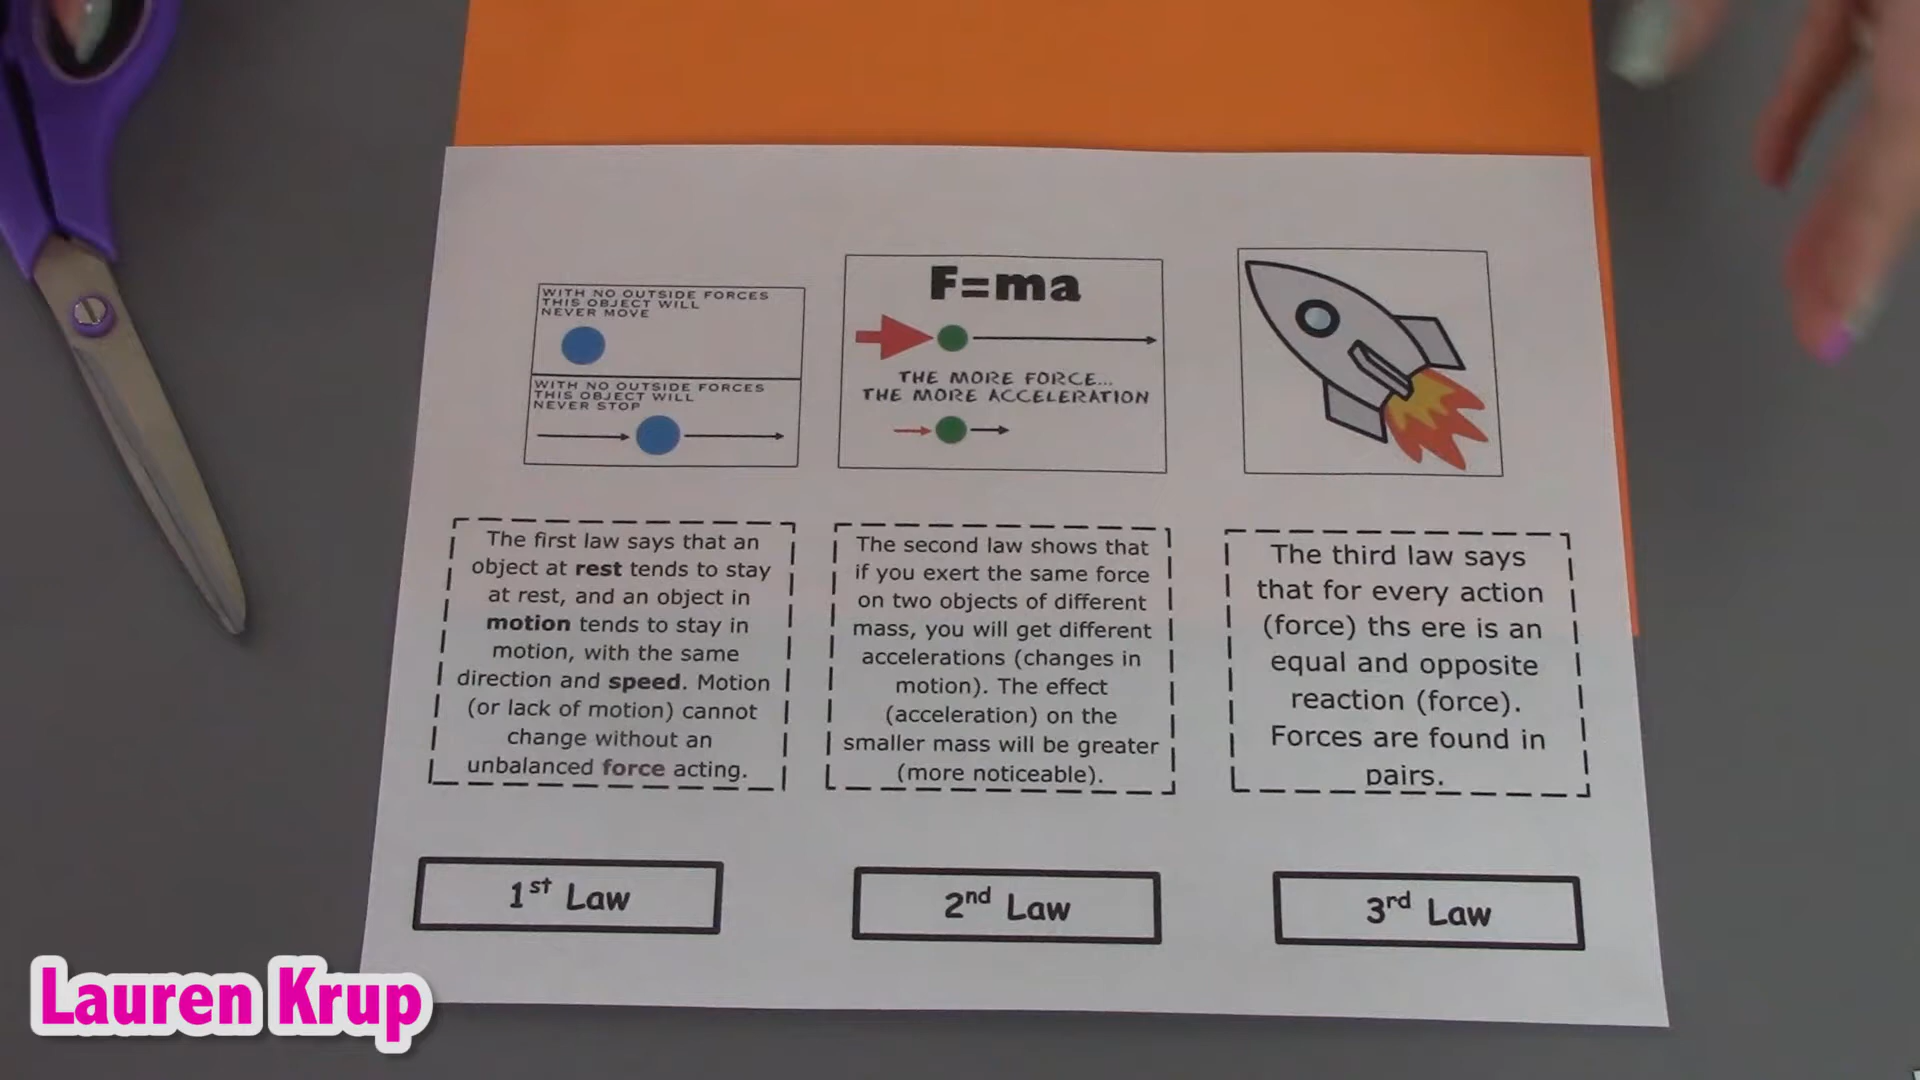 WITH NO OUTSIDE FORCES
THIS OBJECT WILL
NEVER MOVE
WITH NO OUTSIDE FORCES
THIS OBJECT WILL
NEVER STOP
F=ma
THE MORE FORCE...
THE MORE ACCELERATION
The first law says that an
object at rest tends to stay
at rest, and an object in
motion tends to stay in
motion, with the same
direction and speed. Motion
(or lack of motion) cannot
change without an
unbalanced force acting.
The second law shows that
if you exert the same force
on two objects of different
mass, you will get different
accelerations (changes in
motion). The effect
(acceleration) on the
smaller mass will be greater
(more noticeable).
The third law says
that for every action
(force) ths ere is an
equal and opposite
reaction (force).
Forces are found in
pairs.
1st Law
2nd Law
3rd Law
Lauren Krup